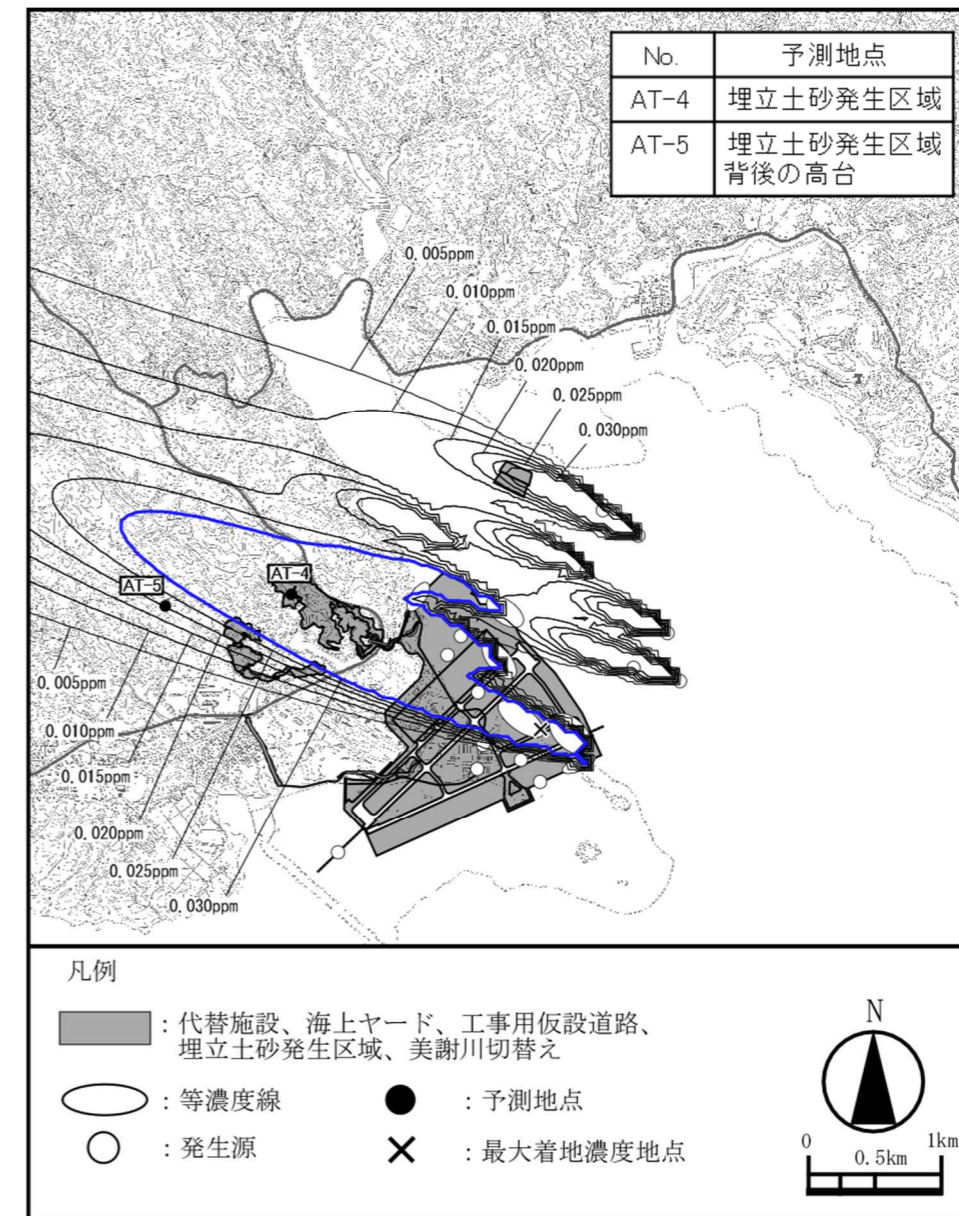 No. 予測地点
AT-4 埋立土砂発生区域
AT-5 埋立土砂発生区域
背後の高台
0.005ppm
0.010ppm
0.015ppm
0.020ppm
0.025ppm
0.030ppm
AT-5
AT-4
0.005ppm
0.010ppm
0.015ppm
0.020ppm
0.025ppm
0.030ppm
凡例
：代替施設、海上ヤード、工事用仮設道路、
埋立土砂発生区域、美謝川切替え
：等濃度線
：予測地点
：発生源
：最大着地濃度地点
N
0 1km
0.5km